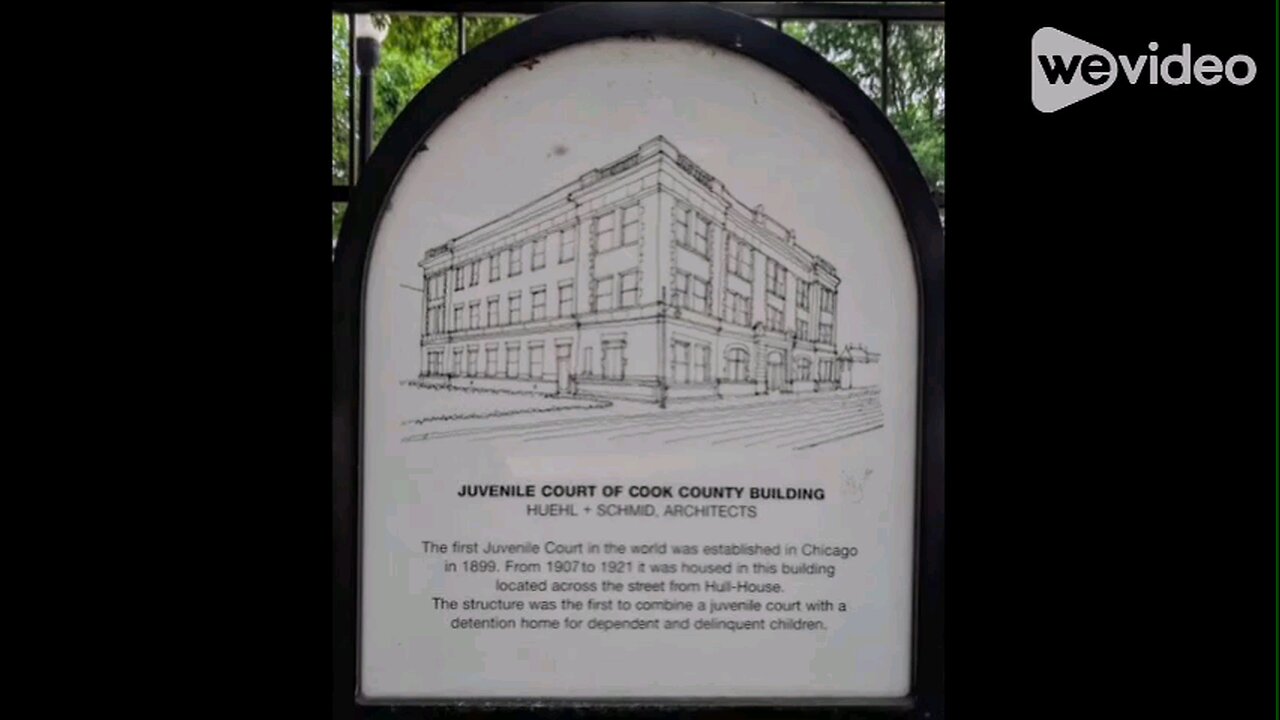 wevideo
JUVENILE COURT OF COOK COUNTY BUILDING
HUEHL + SCHMID, ARCHITECTS
The first Juvenile Court in the world was established in Chicago
in 1899. From 1907 to 1921 it was housed in this building
located across the street from Hull-House.
The structure was the first to combine a juvenile court with a
detention home for dependent and delinquent children.